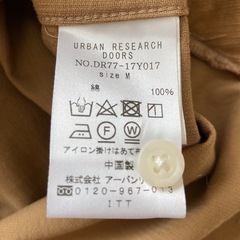 URBAN RESEARCH
DOORS
NO.DR77-17Y017
size M
100%
アイロン掛けはあて布
中国製
株式会社 アーバンリ
0120-967-013
ITT